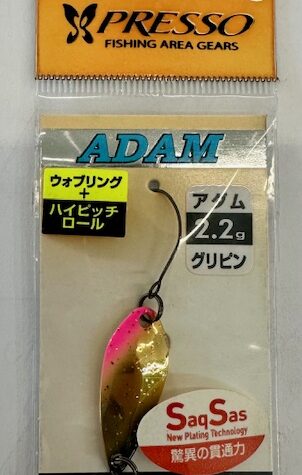 PRESSO
FISHING AREA GEARS
ADAM
ウォブリング
+
ハイピッチ
ロール
アダム
2.2g
グリピン
SaqSas
New Plating Technology
驚異の貫通力